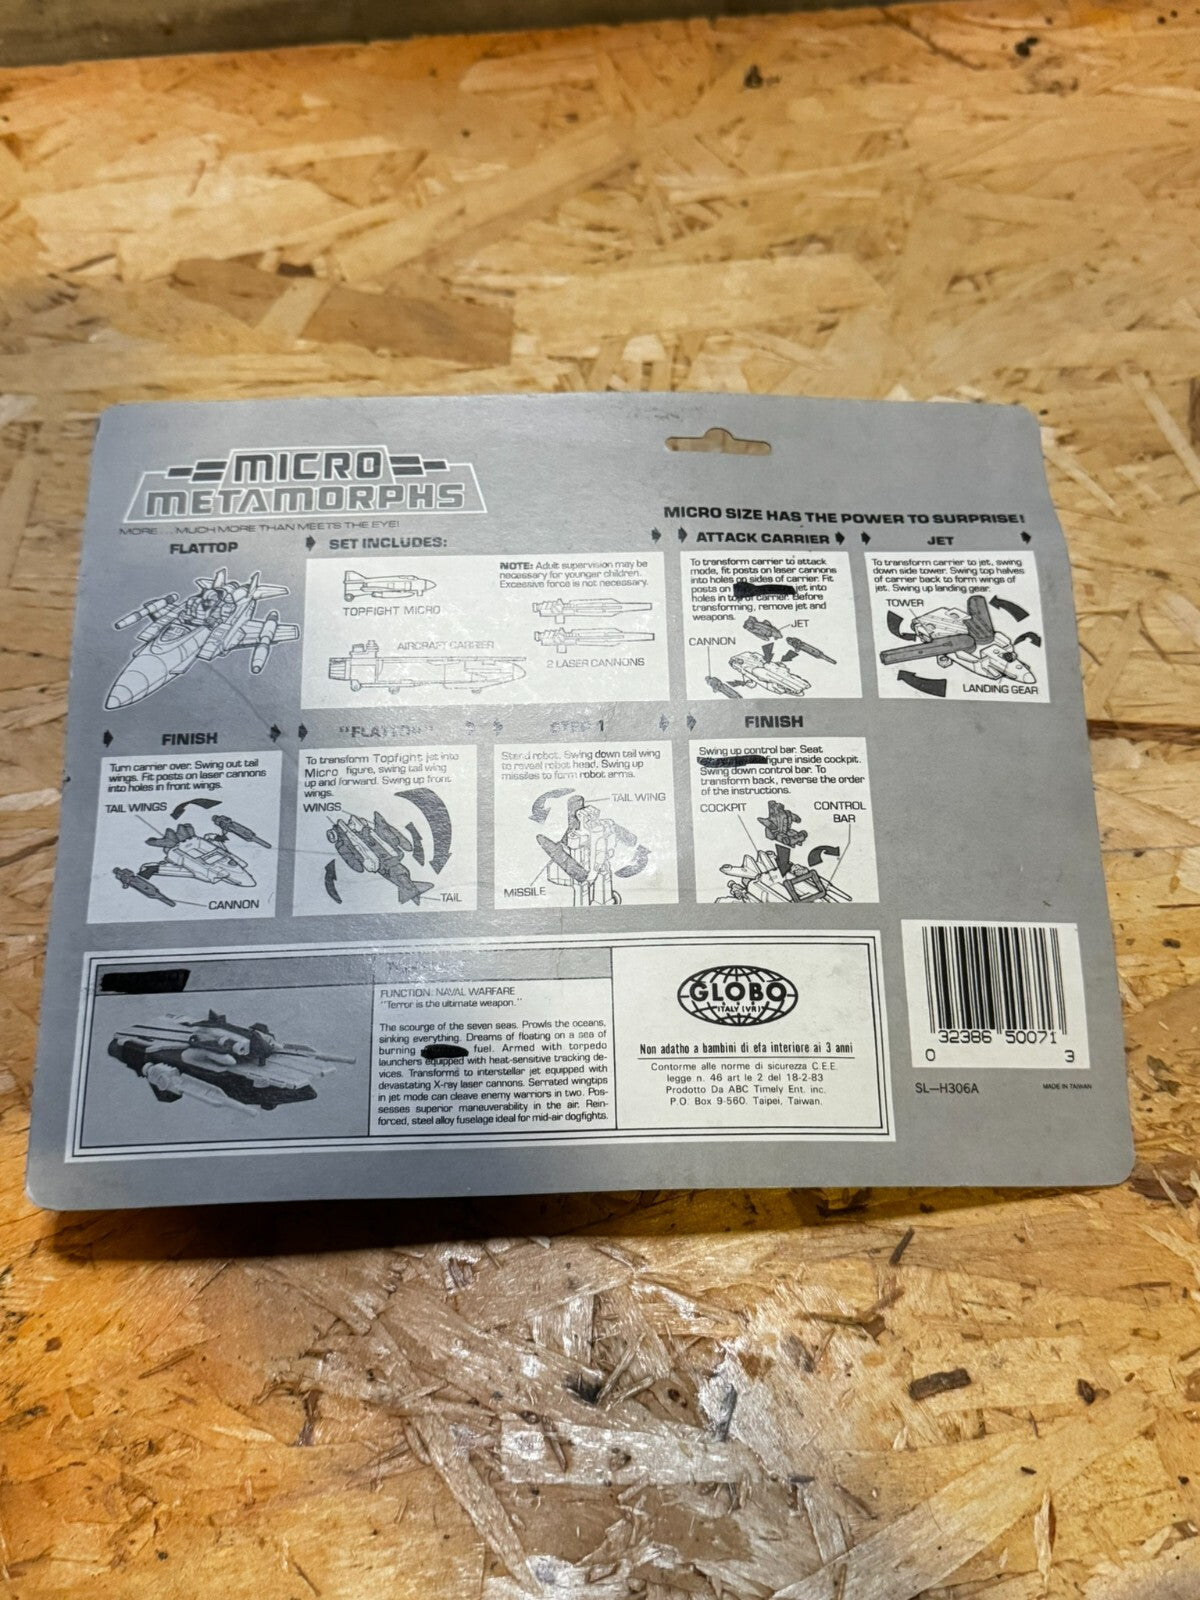 MICRO
METAMORPHS
MORE... MUCH MORE THAN MEETS THE EYE!
MICRO SIZE HAS THE POWER TO SURPRISE!
FLATTOP
SET INCLUDES:
NOTE: Adult supervision may be
necessary for younger children.
Excessive force is not necessary.
TOPFIGHT MICRO
AIRCRAFT CARRIER
2 LASER CANNONS
ATTACK CARRIER
To transform carrier to attack
mode, fit posts on laser cannons
into holes on sides of carrier. Fit
posts on jet into
holes in top of carrier. Before
transforming, remove jet and
weapons.
JET
CANNON
JET
To transform carrier to jet, swing
down side tower. Swing top halves
of carrier back to form wings of
jet. Swing up landing gear.
TOWER
LANDING GEAR
FINISH
Turn carrier over. Swing out tail
wings. Fit posts on laser cannons
into holes in front wings.
TAIL WINGS
CANNON
"FLATTOP"
To transform Topfight jet into
Micro figure, swing tail wing
up and forward. Swing up front
wings.
WINGS
TAIL
STEP 1
Stand robot. Swing down tail wing
to reveal robot head. Swing up
missiles to form robot arms.
TAIL WING
MISSILE
FINISH
Swing up control bar. Seat
figure inside cockpit.
Swing down control bar. To
transform back, reverse the order
of the instructions.
COCKPIT
CONTROL
BAR
FUNCTION: NAVAL WARFARE
"Terror is the ultimate weapon."
The scourge of the seven seas. Prowls the oceans,
sinking everything. Dreams of floating on a sea of
burning fuel. Armed with torpedo
launchers equipped with heat-sensitive tracking de-
vices. Transforms to interstellar jet equipped with
devastating X-ray laser cannons. Serrated wingtips
in jet mode can cleave enemy warriors in two. Pos-
sesses superior maneuverability in the air. Rein-
forced, steel alloy fuselage ideal for mid-air dogfights.
GLOBO
ITALY (VR)
Non adatho a bambini di efa interiore ai 3 anni
Contorme alle norme di sicurezza C.E.E.
legge n. 46 art le 2 del 18-2-83
Prodotto Da ABC Timely Ent. inc.
P.O. Box 9-560. Taipei, Taiwan.
0 32386 50071 3
SL-H306A
MADE IN TAIWAN